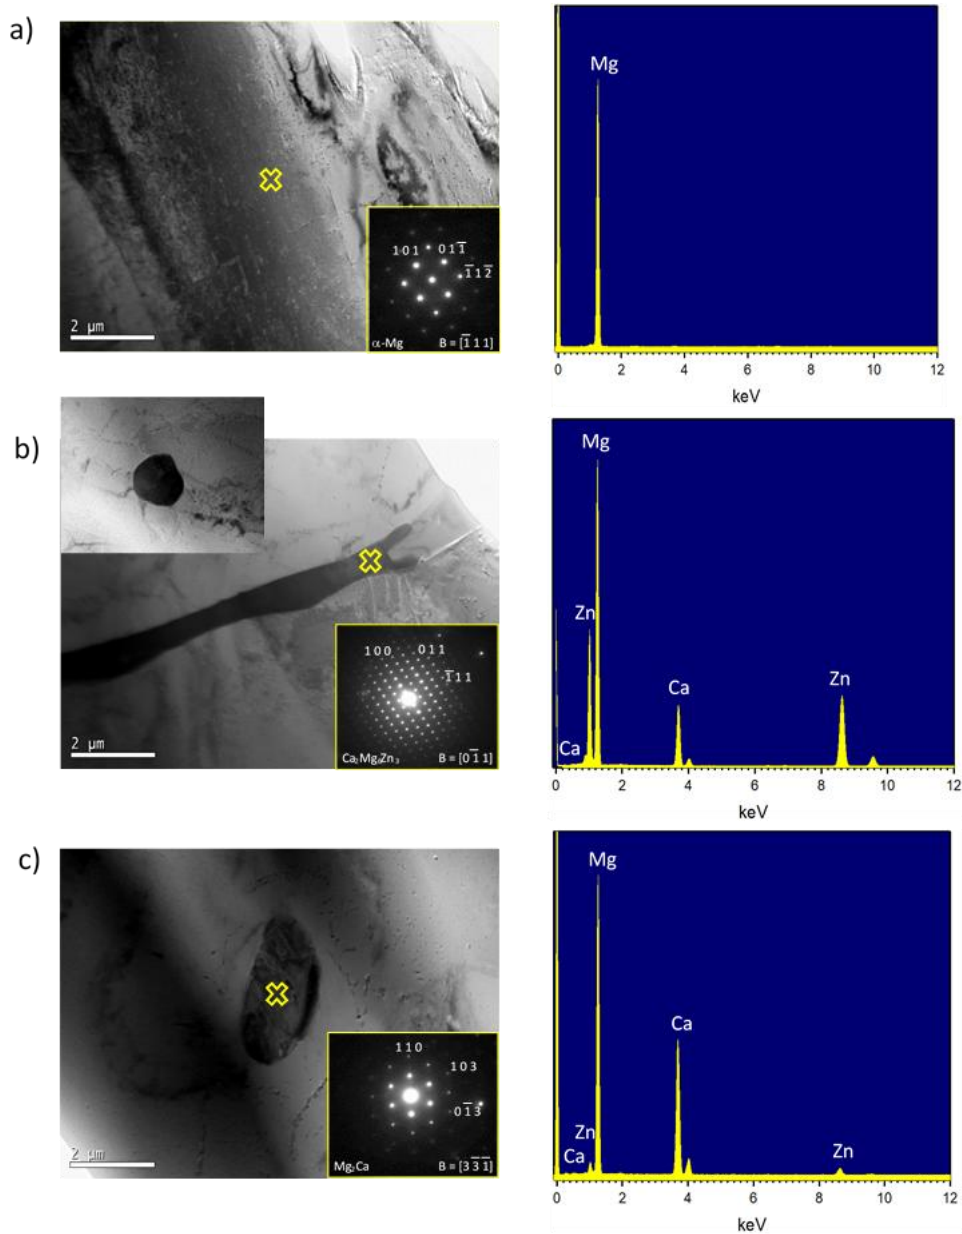 a)
Mg
1 0 1 0 1 1̅
1̅ 1 2̅
2 µm
α-Mg B = [1̅ 1 1]
0 2 4 6 8 10 12
keV
b)
Mg
Zn
Ca
Zn
Ca
1 0 0 0 1 1
1̅ 1 1
2 µm
Ca₂Mg₆Zn₃ B = [0 1̅ 1]
0 2 4 6 8 10 12
keV
c)
Mg
Ca
Zn
Ca
Zn
1 1 0
1 0 3
0 1̅ 3
2 µm
Mg₂Ca B = [3 3̅ 1̅]
0 2 4 6 8 10 12
keV